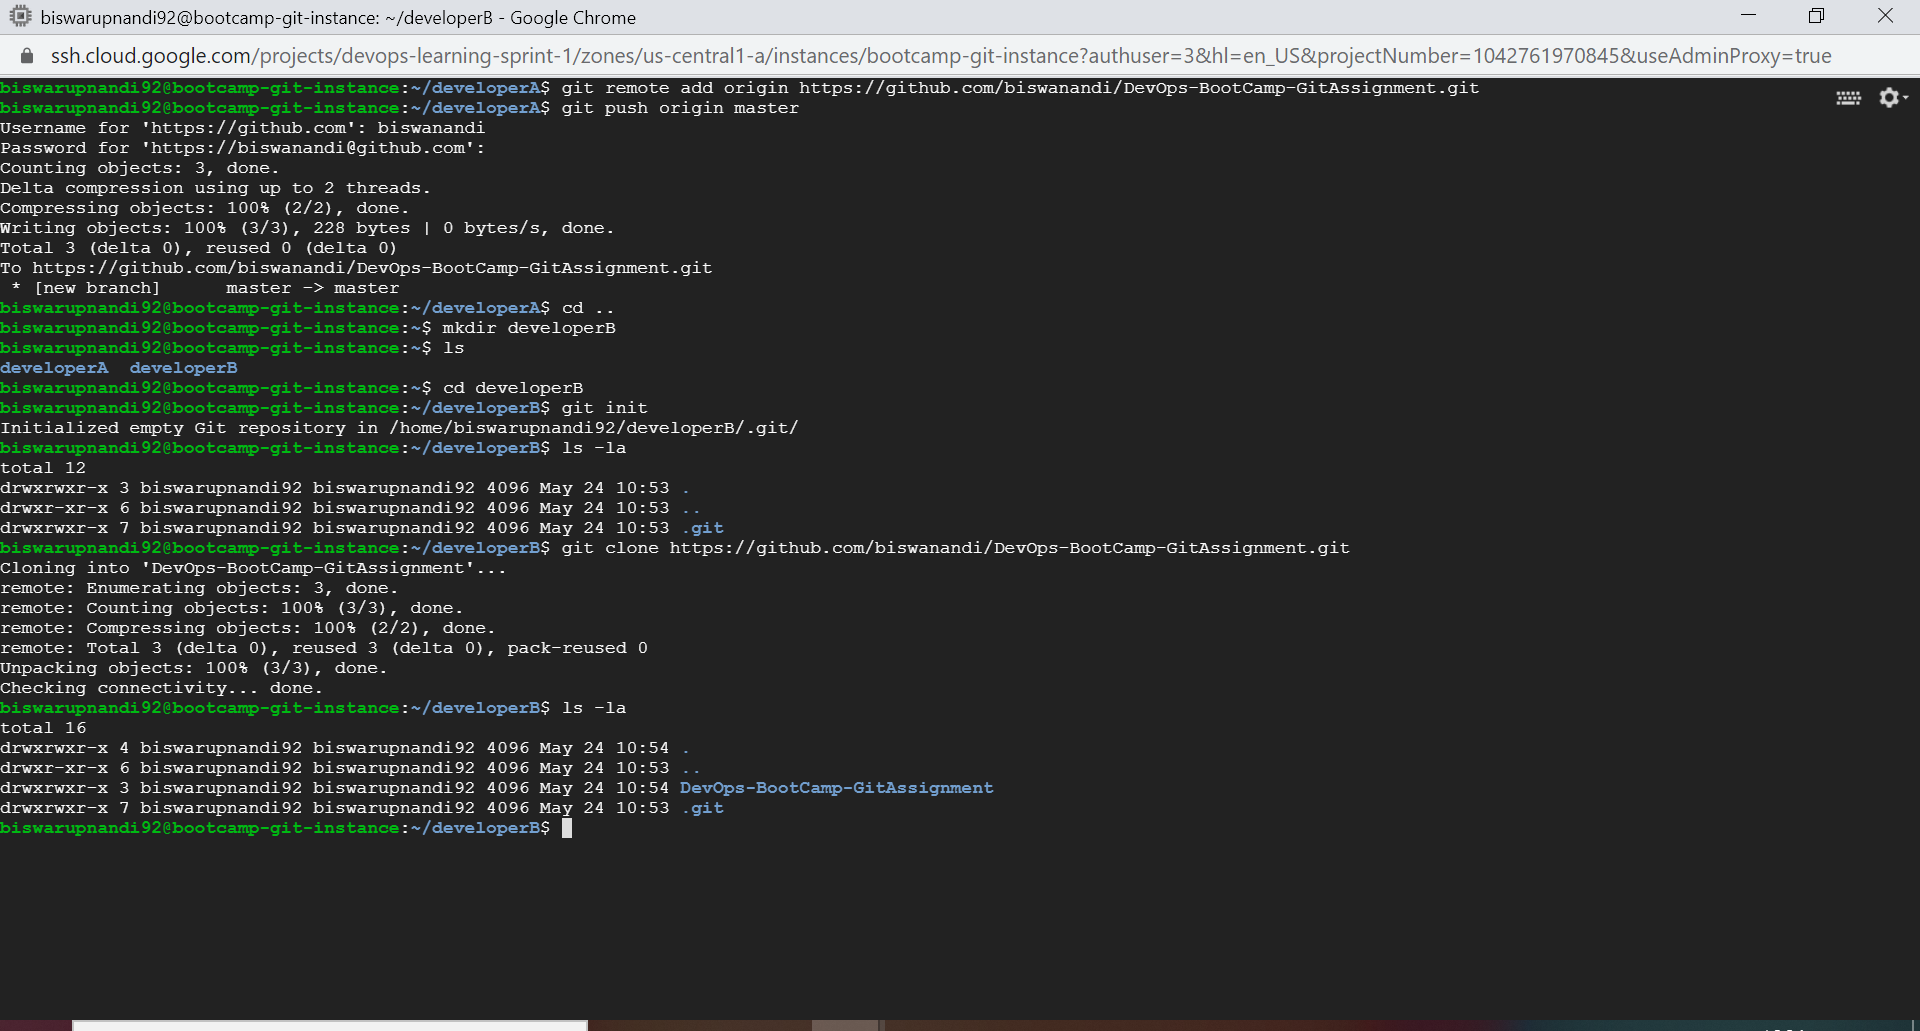 biswarupnandi92@bootcamp-git-instance: ~/developerB - Google Chrome
ssh.cloud.google.com/projects/devops-learning-sprint-1/zones/us-central1-a/instances/bootcamp-git-instance?authuser=3&hl=en_US&projectNumber=1042761970845&useAdminProxy=true
biswarupnandi92@bootcamp-git-instance:~/developerA$ git remote add origin https://github.com/biswanandi/DevOps-BootCamp-GitAssignment.git
biswarupnandi92@bootcamp-git-instance:~/developerA$ git push origin master
Username for 'https://github.com': biswanandi
Password for 'https://biswanandi@github.com':
Counting objects: 3, done.
Delta compression using up to 2 threads.
Compressing objects: 100% (2/2), done.
Writing objects: 100% (3/3), 228 bytes | 0 bytes/s, done.
Total 3 (delta 0), reused 0 (delta 0)
To https://github.com/biswanandi/DevOps-BootCamp-GitAssignment.git
 * [new branch]      master -> master
biswarupnandi92@bootcamp-git-instance:~/developerA$ cd ..
biswarupnandi92@bootcamp-git-instance:~$ mkdir developerB
biswarupnandi92@bootcamp-git-instance:~$ ls
developerA  developerB
biswarupnandi92@bootcamp-git-instance:~$ cd developerB
biswarupnandi92@bootcamp-git-instance:~/developerB$ git init
Initialized empty Git repository in /home/biswarupnandi92/developerB/.git/
biswarupnandi92@bootcamp-git-instance:~/developerB$ ls -la
total 12
drwxrwxr-x 3 biswarupnandi92 biswarupnandi92 4096 May 24 10:53 .
drwxr-xr-x 6 biswarupnandi92 biswarupnandi92 4096 May 24 10:53 ..
drwxrwxr-x 7 biswarupnandi92 biswarupnandi92 4096 May 24 10:53 .git
biswarupnandi92@bootcamp-git-instance:~/developerB$ git clone https://github.com/biswanandi/DevOps-BootCamp-GitAssignment.git
Cloning into 'DevOps-BootCamp-GitAssignment'...
remote: Enumerating objects: 3, done.
remote: Counting objects: 100% (3/3), done.
remote: Compressing objects: 100% (2/2), done.
remote: Total 3 (delta 0), reused 3 (delta 0), pack-reused 0
Unpacking objects: 100% (3/3), done.
Checking connectivity... done.
biswarupnandi92@bootcamp-git-instance:~/developerB$ ls -la
total 16
drwxrwxr-x 4 biswarupnandi92 biswarupnandi92 4096 May 24 10:54 .
drwxr-xr-x 6 biswarupnandi92 biswarupnandi92 4096 May 24 10:53 ..
drwxrwxr-x 3 biswarupnandi92 biswarupnandi92 4096 May 24 10:54 DevOps-BootCamp-GitAssignment
drwxrwxr-x 7 biswarupnandi92 biswarupnandi92 4096 May 24 10:53 .git
biswarupnandi92@bootcamp-git-instance:~/developerB$